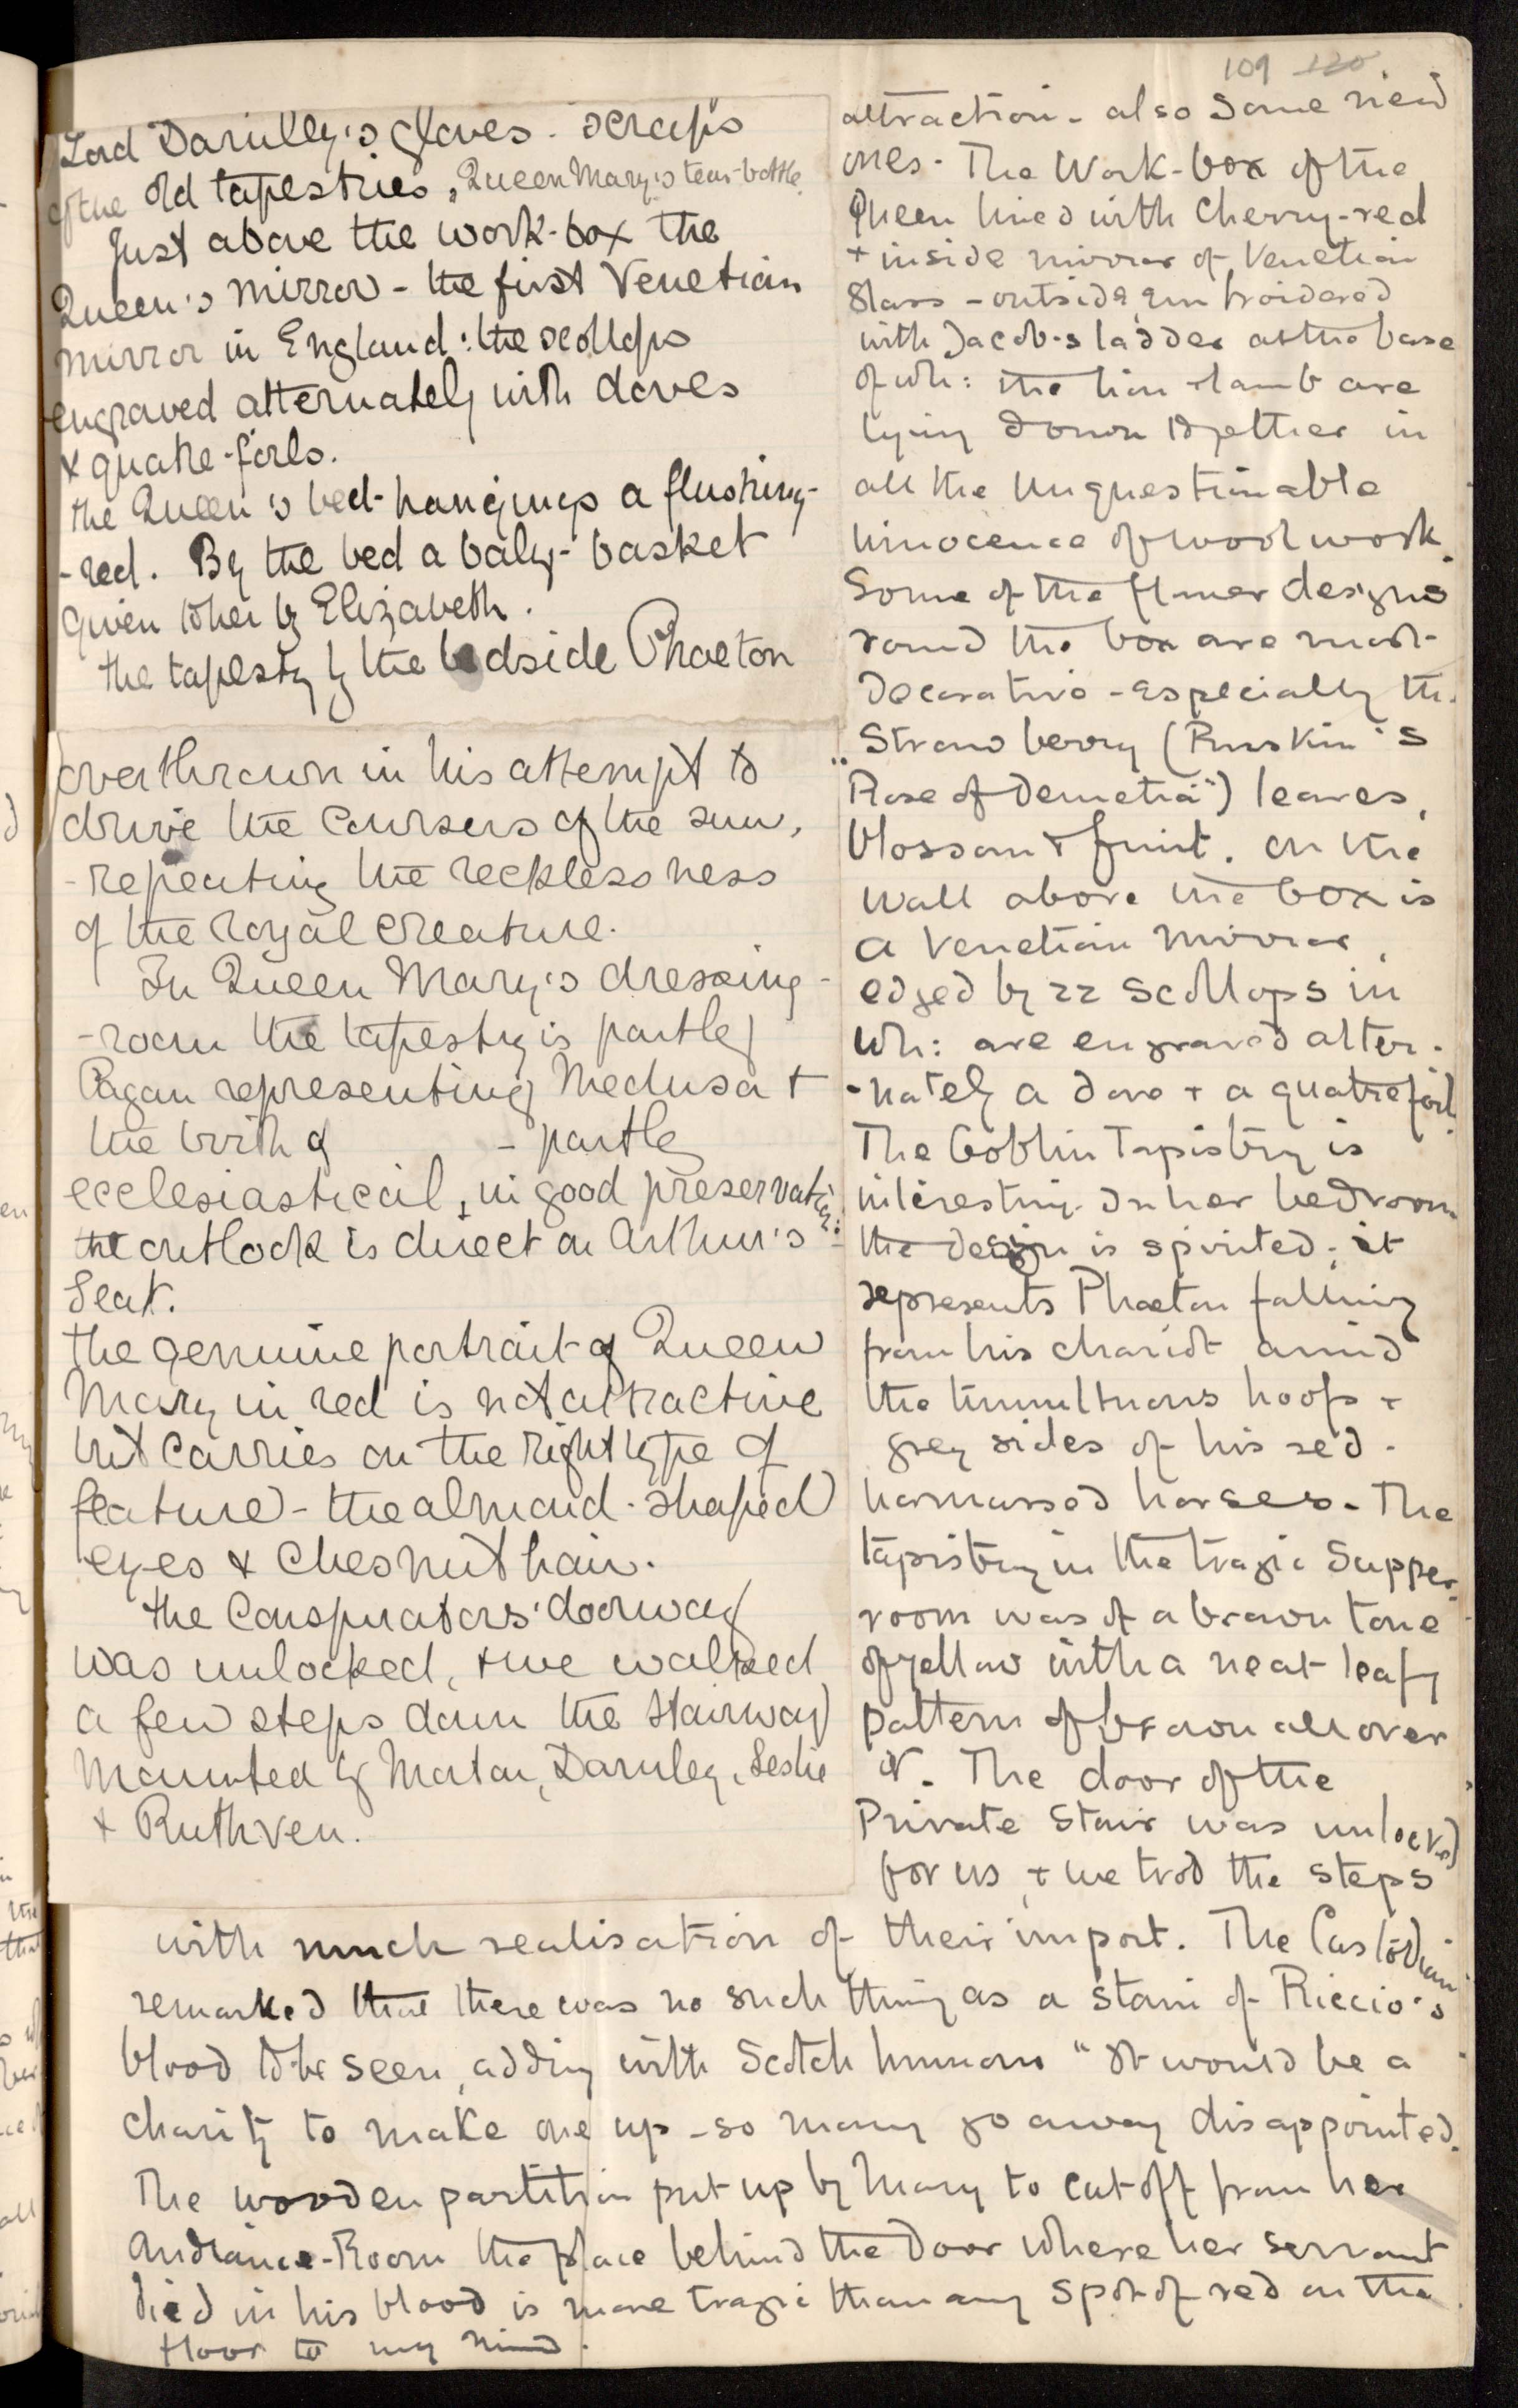 109 120
Lord Darnlley's gloves. scraps
of the old tapestries, Queen Mary's tear-bottle.
Just above the work-box the
Queen's mirror - the first Venetian
mirror in England: the scollops
engraved alternately with doves
& quatre-foils.
the Queen's bed-hangings a flushing-
-red. By the bed a baby-basket
given to her by Elizabeth.
the tapestry by the bedside Phaeton
overthrown in his attempt to
drive the Coursers of the sun,
- repeating the recklessness
of the royal creature.
In Queen Mary's dressing-
-room the tapestry is partly
Pagan representing Medusa +
the birth of - partly
ecclesiastical, in good preservation:
the outlook is direct on Arthur's -
Seat.
the genuine portrait of Queen
Mary in red is not attractive
but carries on the right type of
feature - the almond-shaped
eyes & chesnut hair.
the Conspirators' doorway
was unlocked, & we walked
a few steps down the stairway
mounted by Morton, Darnley, Leslie
& Ruthven.
attraction - also some new
ones. The Work-box of the
Queen lined with cherry-red
+ inside mirror of Venetian
glass - outside embroidered
with Jacob's ladder at the base
of wh: the lion + lamb are
lying down together in
all the unquestionable
innocence of wool work.
Some of the flower designs
round the box are most
decorative - especially the
Strawberry (Ruskin's
"Rose of Demetria") leaves,
blossom & fruit. On the
wall above the box is
a Venetian mirror,
edged by 22 scollops in
wh: are engraved alter-
-nately a dove + a quatrefoil.
The Goblin Tapistry is
interesting. In her bedroom
the design is spirited; it
represents Phaeton falling
from his chariot amid
the tumultuous hoofs +
grey sides of his red-
harnassed horses. The
tapistry in the tragic Supper-
room was of a brown tone
of yellow with a neat leafy
pattern of brown all over
it. The door of the
Private Stair was unlocked
for us, + we trod the steps
with much realisation of their import. The Custodian
remarked that there was no such thing as a stain of Riccio's
blood to be seen, adding with Scotch humour "It would be a
charity to make one up - so many go away disappointed.
The wooden partition put up by Mary to cut off from her
Audiance-Room the place behind the door where her servant
died in his blood is more tragic than any spot of red on the
floor to my mind.